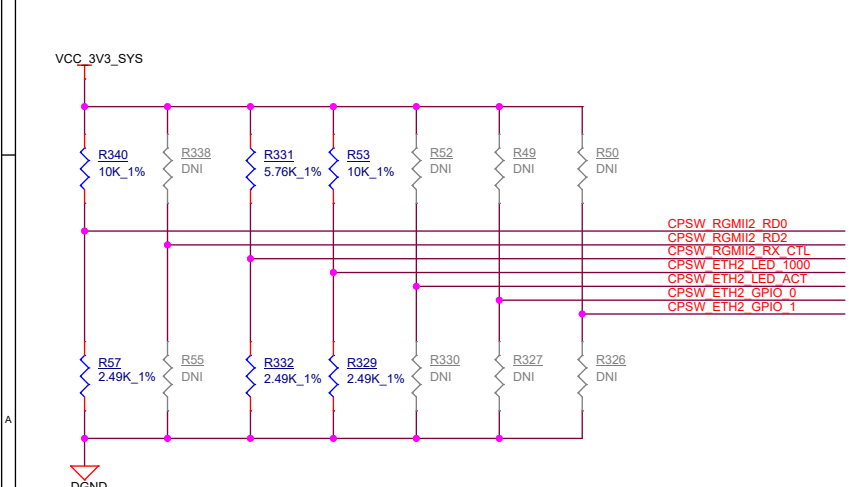 VCC_3V3_SYS
R340
10K_1%
R338
DNI
R331
5.76K_1%
R53
10K_1%
R52
DNI
R49
DNI
R50
DNI
CPSW_RGMII2_RD0
CPSW_RGMII2_RD2
CPSW_RGMII2_RX_CTL
CPSW_ETH2_LED_1000
CPSW_ETH2_LED_ACT
CPSW_ETH2_GPIO_0
CPSW_ETH2_GPIO_1
R57
2.49K_1%
R55
DNI
R332
2.49K_1%
R329
2.49K_1%
R330
DNI
R327
DNI
R326
DNI
A
DGND